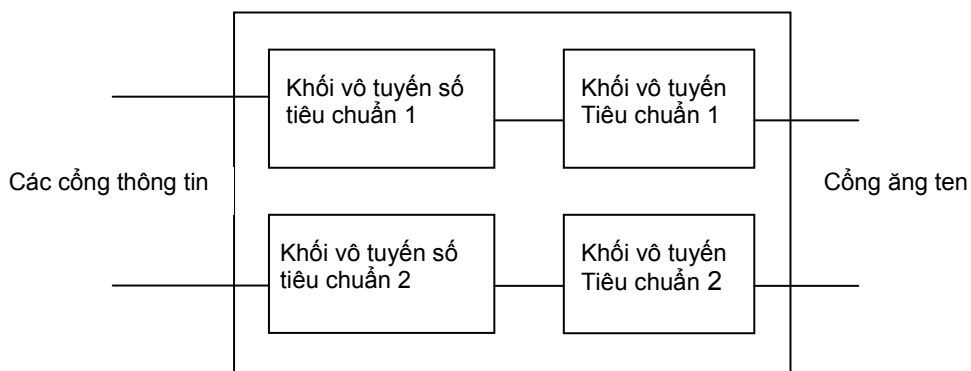 Khối vô tuyến số
tiêu chuẩn 1
Khối vô tuyến
Tiêu chuẩn 1
Các cổng thông tin
Cổng ăng ten
Khối vô tuyến số
tiêu chuẩn 2
Khối vô tuyến
Tiêu chuẩn 2